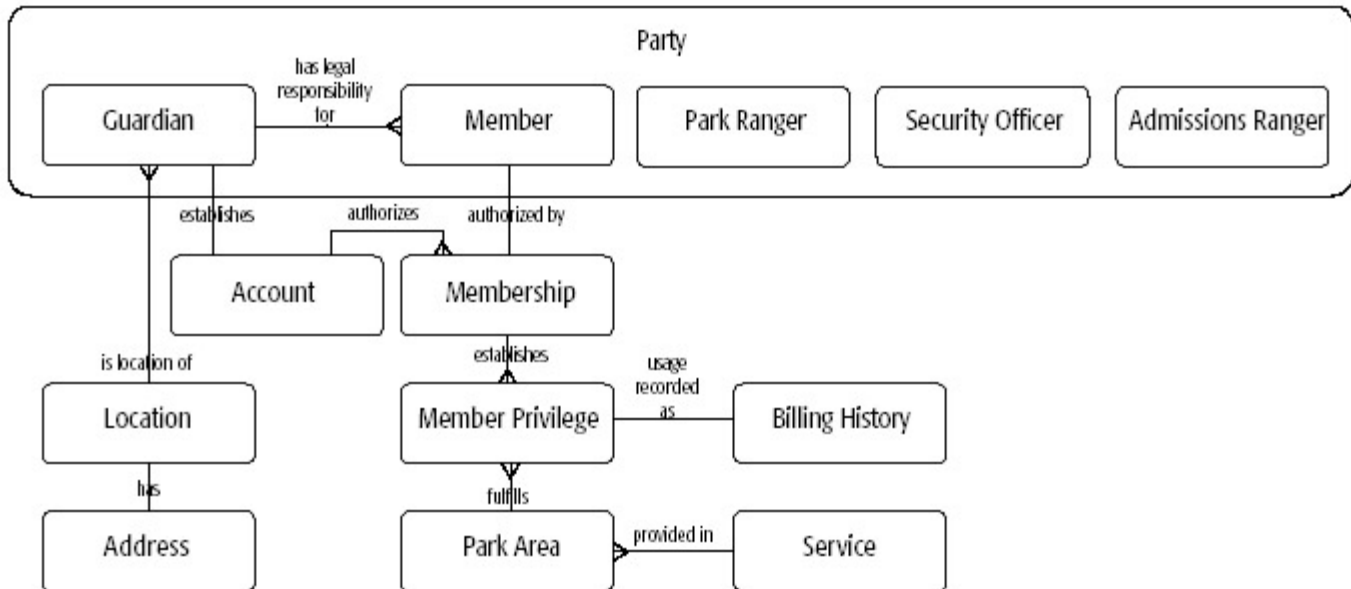 Party
has legal
responsibility
for
Guardian
Member
Park Ranger
Security Officer
Admissions Ranger
establishes
authorizes
authorized by
Account
Membership
is location of
establishes
usage
recorded
as
Location
Member Privilege
Billing History
has
fulfills
Address
Park Area
provided in
Service